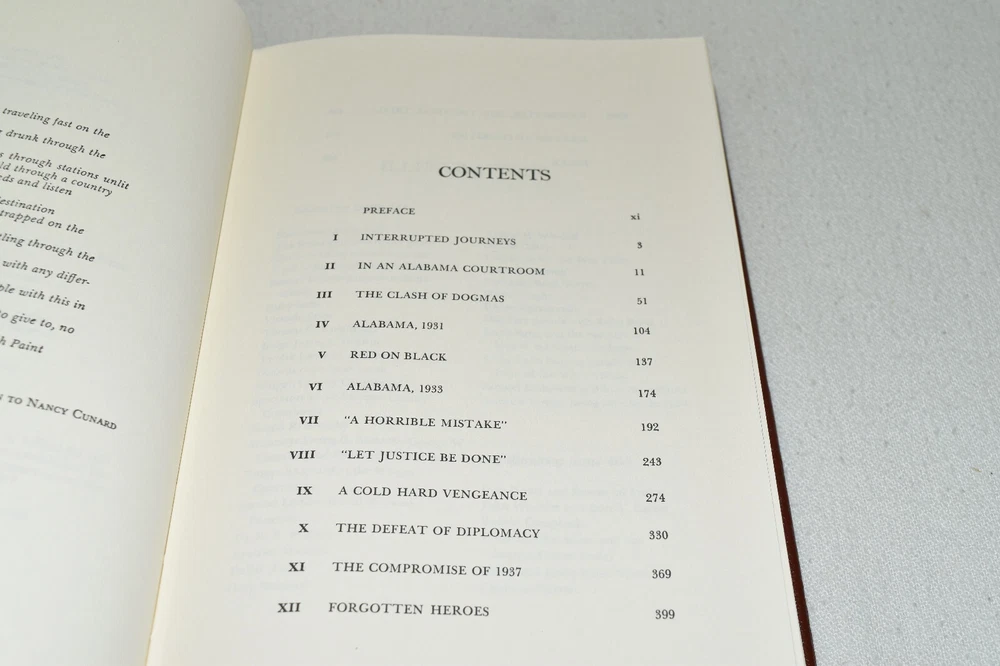 traveling fast on the
drunk through the
through stations unlit
through a country
and listen
destination
trapped on the
through the
with any differ-
with this in
to give to, no
Paint
TO NANCY CUNARD
CONTENTS
PREFACE xi
I INTERRUPTED JOURNEYS 3
II IN AN ALABAMA COURTROOM 11
III THE CLASH OF DOGMAS 51
IV ALABAMA, 1931 104
V RED ON BLACK 137
VI ALABAMA, 1933 174
VII "A HORRIBLE MISTAKE" 192
VIII "LET JUSTICE BE DONE" 243
IX A COLD HARD VENGEANCE 274
X THE DEFEAT OF DIPLOMACY 330
XI THE COMPROMISE OF 1937 369
XII FORGOTTEN HEROES 399